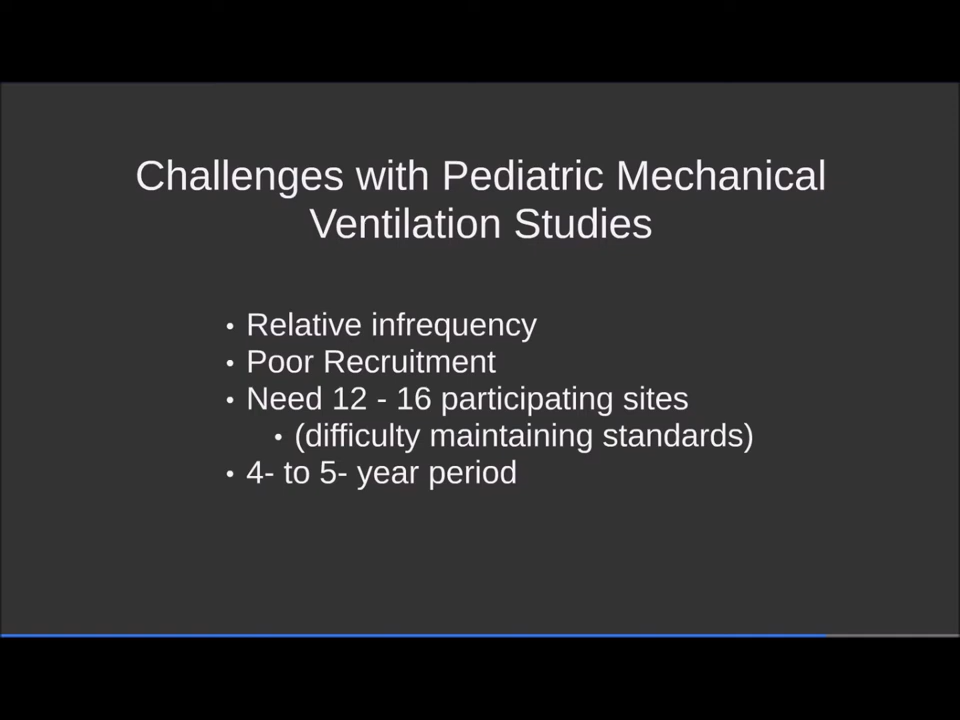 Challenges with Pediatric Mechanical
Ventilation Studies
• Relative infrequency
• Poor Recruitment
• Need 12 - 16 participating sites
• (difficulty maintaining standards)
• 4- to 5- year period